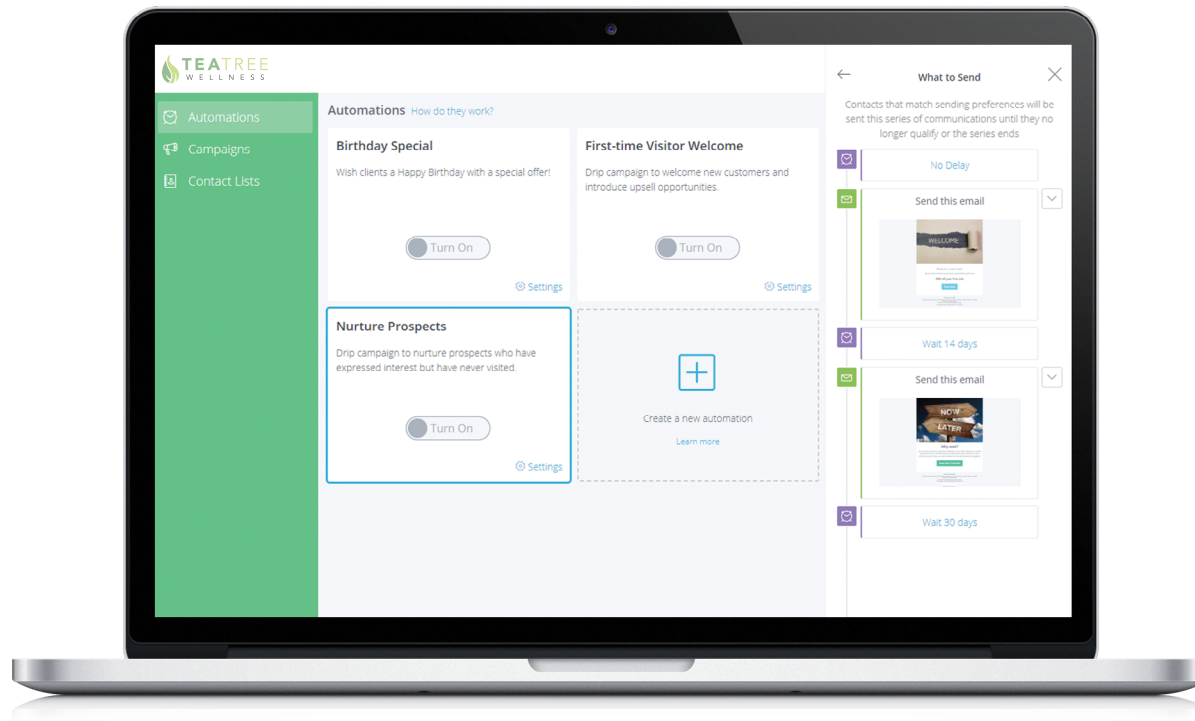 TEATREE
WELLNESS
Automations
Campaigns
Contact Lists
Automations How do they work?
Birthday Special
Wish clients a Happy Birthday with a special offer!
Turn On
Settings
First-time Visitor Welcome
Drip campaign to welcome new customers and
introduce upsell opportunities.
Turn On
Settings
Nurture Prospects
Drip campaign to nurture prospects who have
expressed interest but have never visited.
Turn On
Settings
Create a new automation
Learn more
What to Send
Contacts that match sending preferences will be
sent this series of communications until they no
longer qualify or the series ends
No Delay
Send this email
WELCOME
Wait 14 days
Send this email
NOW
LATER
Why wait?
Wait 30 days